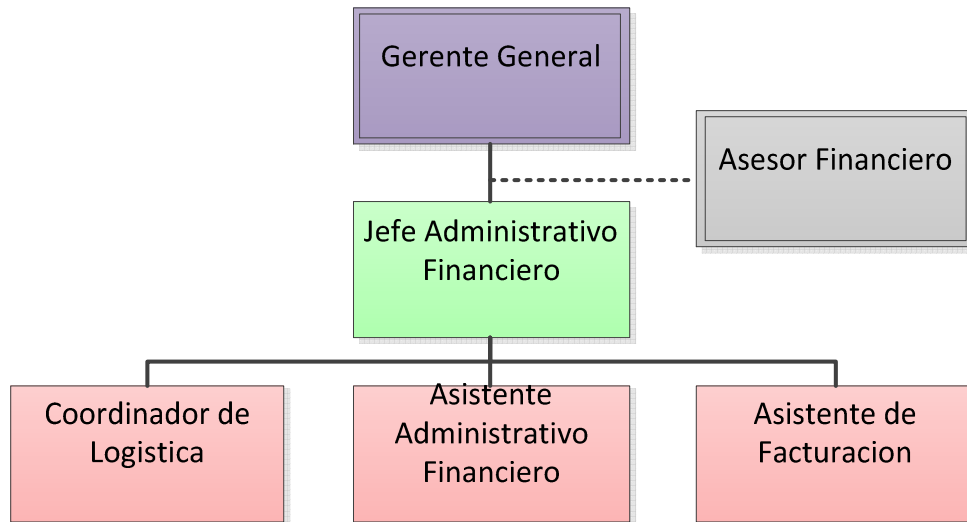 Gerente General
Asesor Financiero
Jefe Administrativo
Financiero
Coordinador de
Logistica
Asistente
Administrativo
Financiero
Asistente de
Facturacion